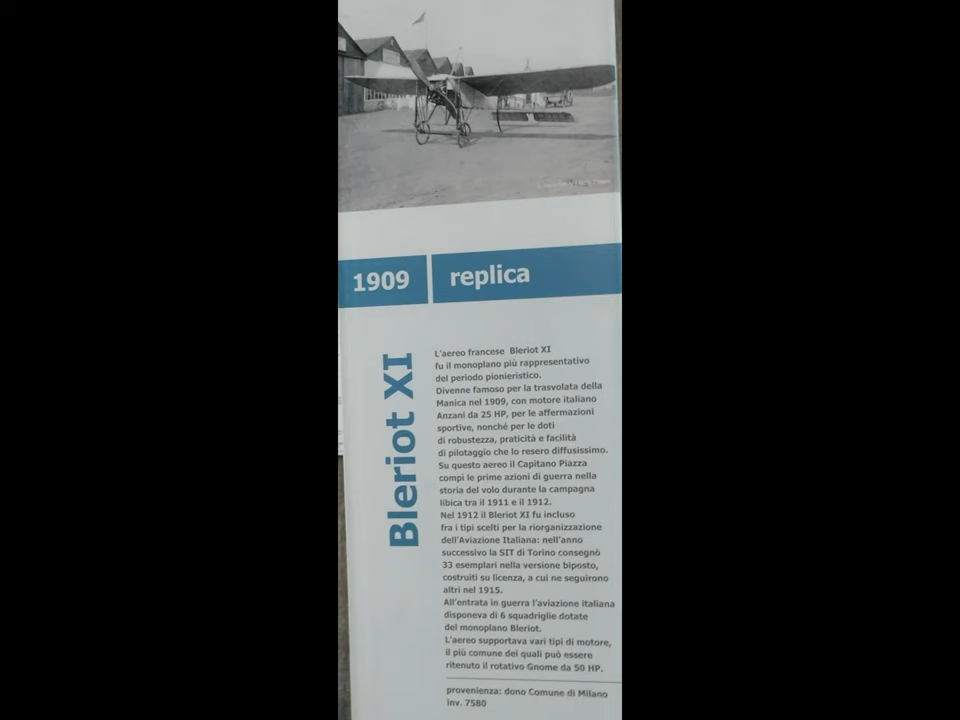 1909 replica
Bleriot XI
L'aereo francese Bleriot XI
fu il monoplano più rappresentativo
del periodo pionieristico.
Divenne famoso per la trasvolata della
Manica nel 1909, con motore italiano
Anzani da 25 HP, per le affermazioni
sportive, nonché per le doti
di robustezza, praticità e facilità
di pilotaggio che lo resero diffusissimo.
Su questo aereo il Capitano Piazza
compì le prime azioni di guerra nella
storia del volo durante la campagna
libica tra il 1911 e il 1912.
Nel 1912 il Bleriot XI fu incluso
fra i tipi scelti per la riorganizzazione
dell'Aviazione Italiana: nell'anno
successivo la SIT di Torino consegnò
33 esemplari nella versione biposto,
costruiti su licenza, a cui ne seguirono
altri nel 1915.
All'entrata in guerra l'aviazione italiana
disponeva di 6 squadriglie dotate
del monoplano Bleriot.
L'aereo supportava vari tipi di motore,
il più comune dei quali può essere
ritenuto il rotativo Gnome da 50 HP.
provenienza: dono Comune di Milano
inv. 7580